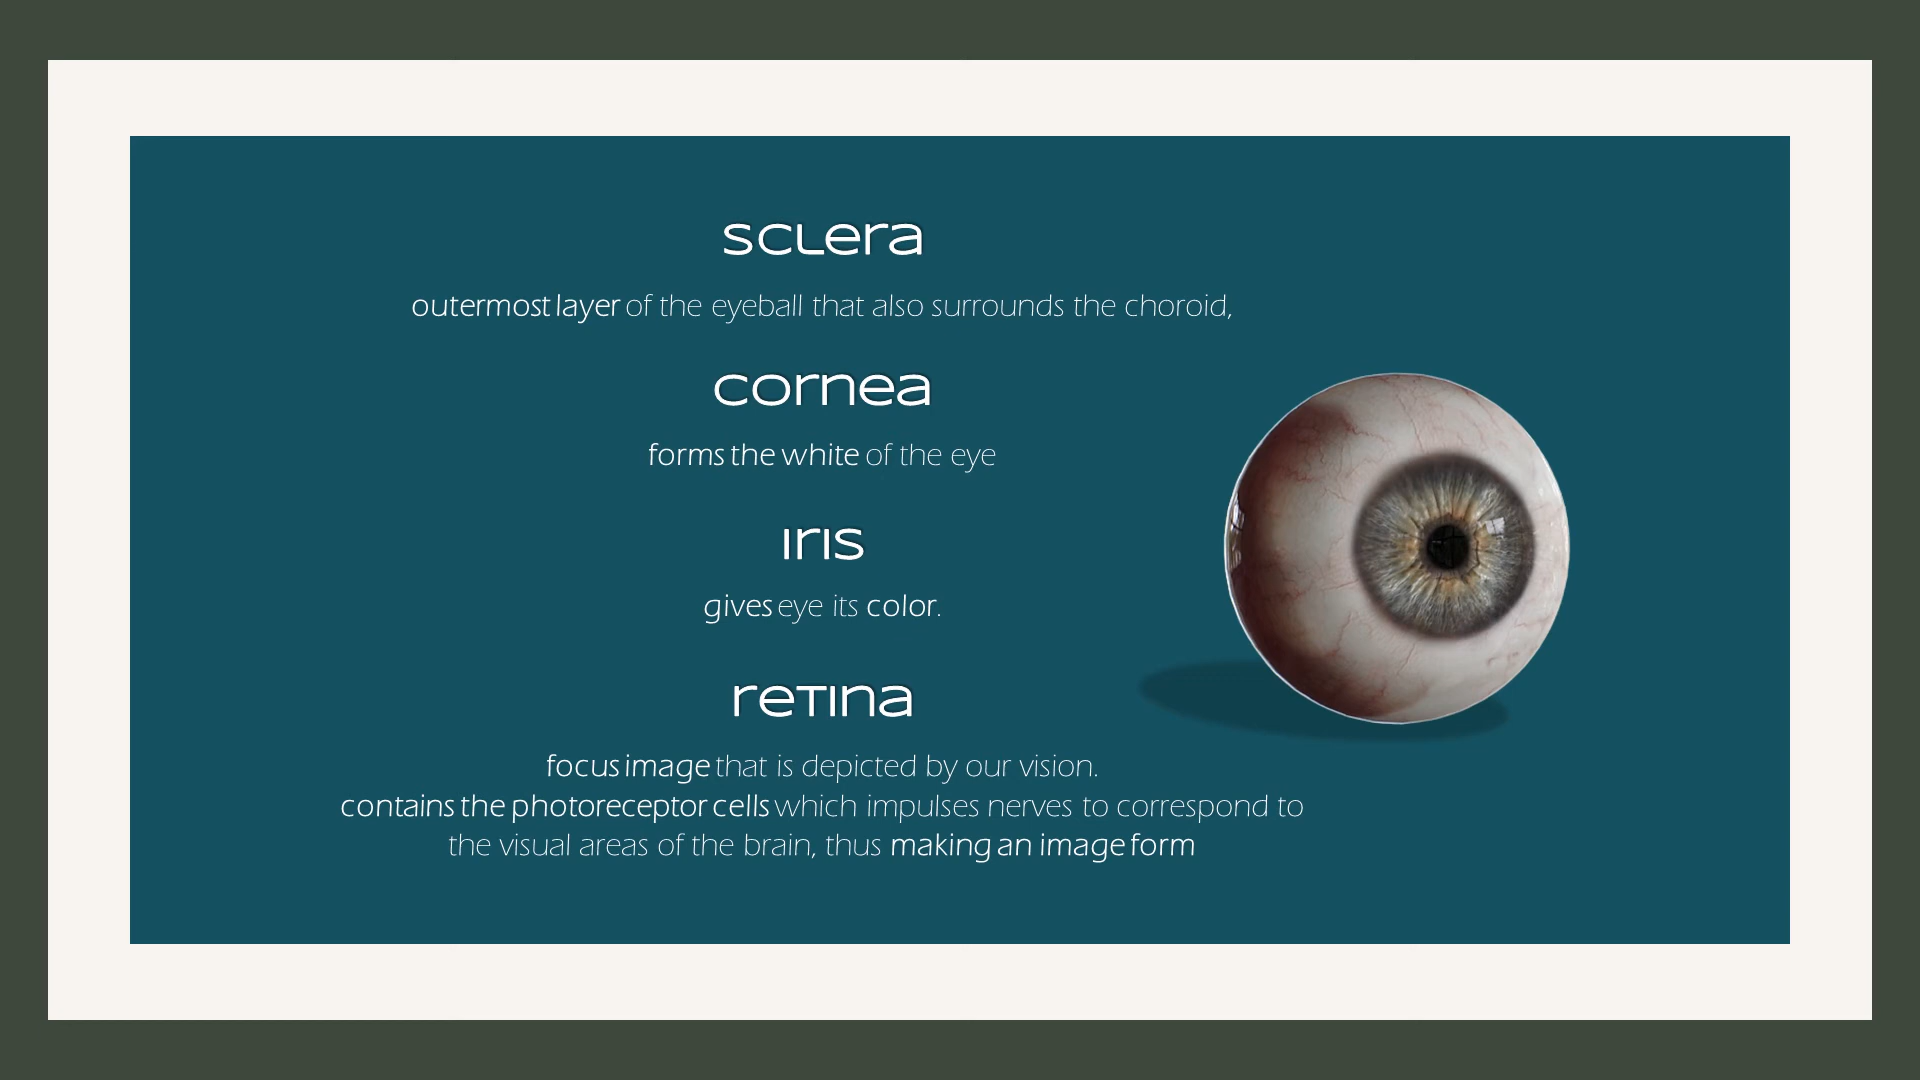 sclera
outermost layer of the eyeball that also surrounds the choroid,
cornea
forms the white of the eye
iris
gives eye its color.
retina
focus image that is depicted by our vision.
contains the photoreceptor cells which impulses nerves to correspond to
the visual areas of the brain, thus making an image form